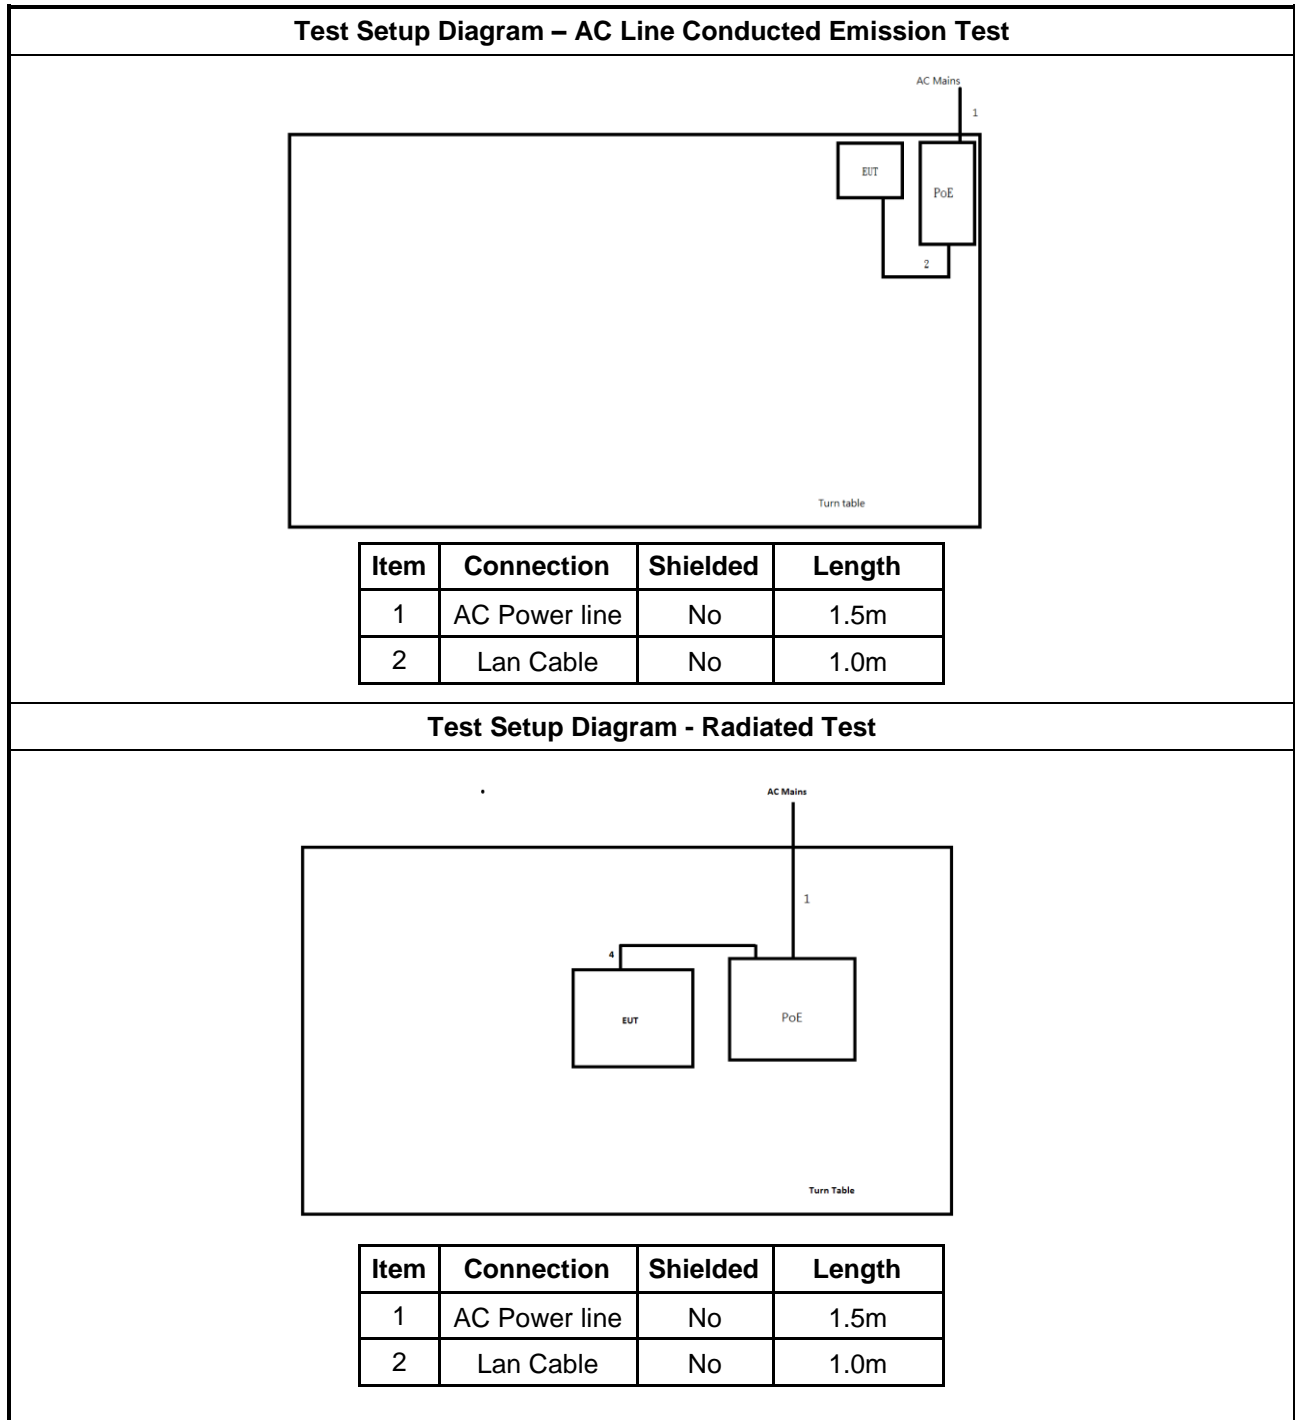 Test Setup Diagram – AC Line Conducted Emission Test
AC Mains
1
EUT
PoE
2
Turn table
Item Connection Shielded Length
1 AC Power line No 1.5m
2 Lan Cable No 1.0m
Test Setup Diagram - Radiated Test
AC Mains
1
4
EUT
PoE
Turn Table
Item Connection Shielded Length
1 AC Power line No 1.5m
2 Lan Cable No 1.0m